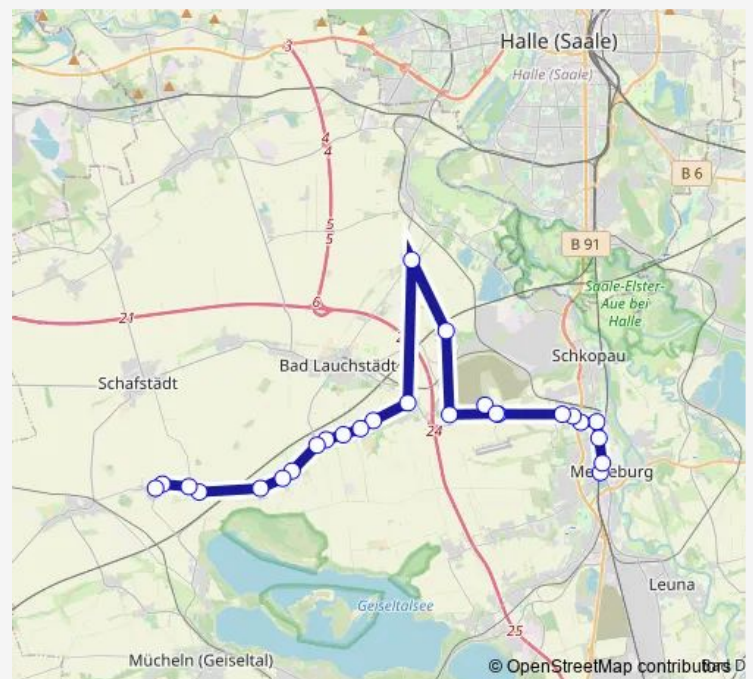 Halle (Saale)
3
Halle (Saale)
4
4
B 6
5
5
B 91
Saale-Elster-
Aue bei
Halle
6
21
Schkopau
Bad Lauchstädt
Schafstädt
24
Geiseltalsee
Leuna
25
Mücheln (Geiseltal)
© OpenStreetMap contributors